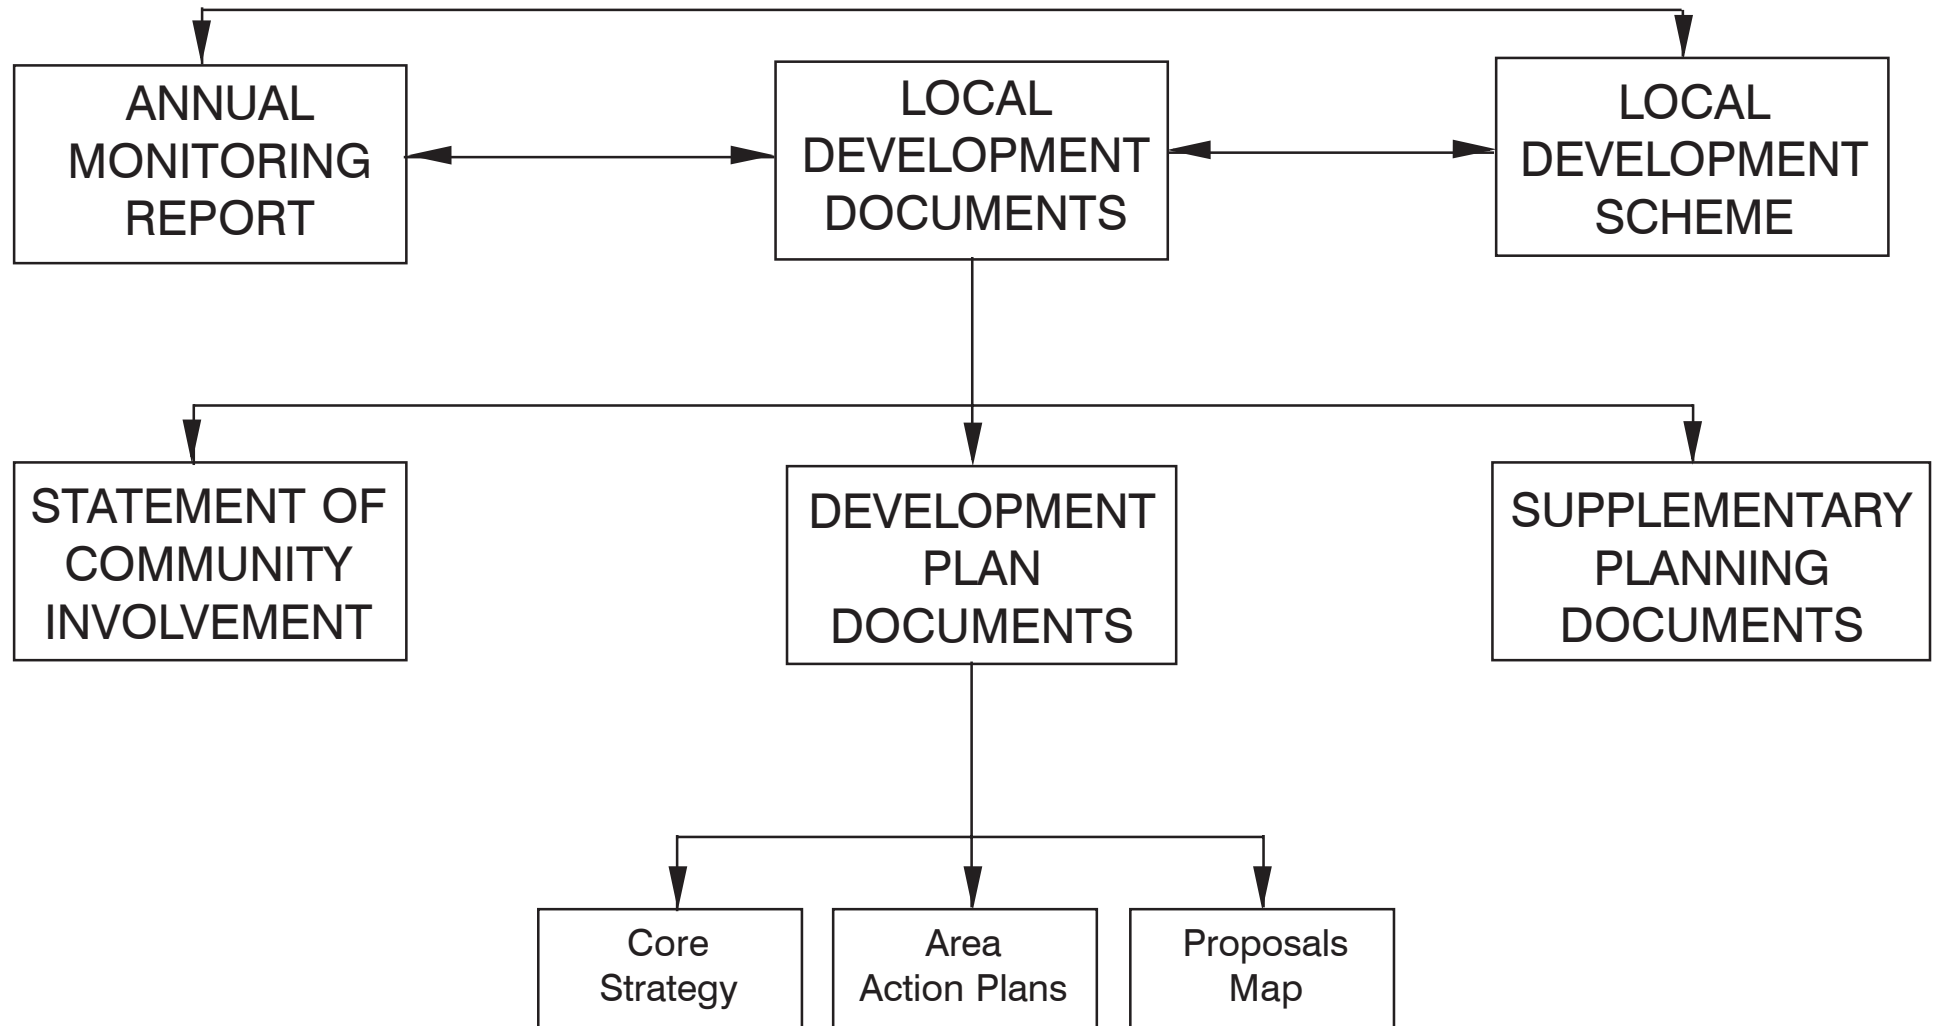 ANNUAL
MONITORING
REPORT
LOCAL
DEVELOPMENT
DOCUMENTS
LOCAL
DEVELOPMENT
SCHEME
STATEMENT OF
COMMUNITY
INVOLVEMENT
DEVELOPMENT
PLAN
DOCUMENTS
SUPPLEMENTARY
PLANNING
DOCUMENTS
Core
Strategy
Area
Action Plans
Proposals
Map